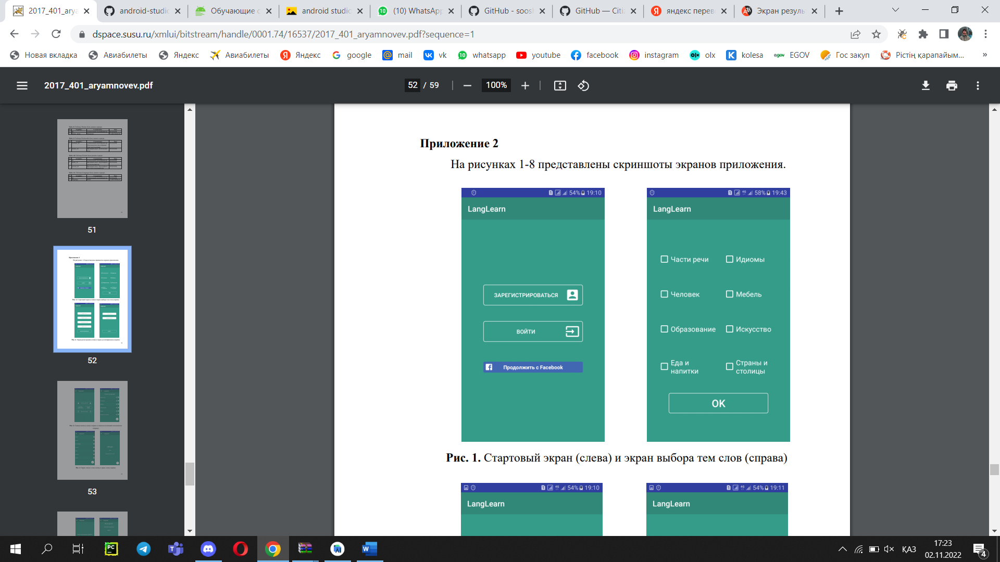 2017_401_arya
android-studio
Обучающие с
android studio
(10) WhatsApp
GitHub - soosl
GitHub — Citiz
яндекс перев
Экран резуль
dspace.susu.ru/xmlui/bitstream/handle/0001.74/16537/2017_401_aryamnovev.pdf?sequence=1
Новая вкладка
Авиабилеты
Яндекс
Авиабилеты
Яндекс
google
mail
vk
whatsapp
youtube
facebook
instagram
olx
kolesa
EGOV
Гос закуп
Рістің қарапайым...
2017_401_aryamnovev.pdf
52 / 59
100%
51
52
53
Приложение 2
На рисунках 1-8 представлены скриншоты экранов приложения.
54% 19:10
LangLearn
ЗАРЕГИСТРИРОВАТЬСЯ
ВОЙТИ
Продолжить с Facebook
58% 19:43
LangLearn
Части речи
Идиомы
Человек
Мебель
Образование
Искусство
Еда и
напитки
Страны и
столицы
OK
Рис. 1. Стартовый экран (слева) и экран выбора тем слов (справа)
54% 19:10
LangLearn
54% 19:11
LangLearn
ҚАЗ
17:23
02.11.2022
4